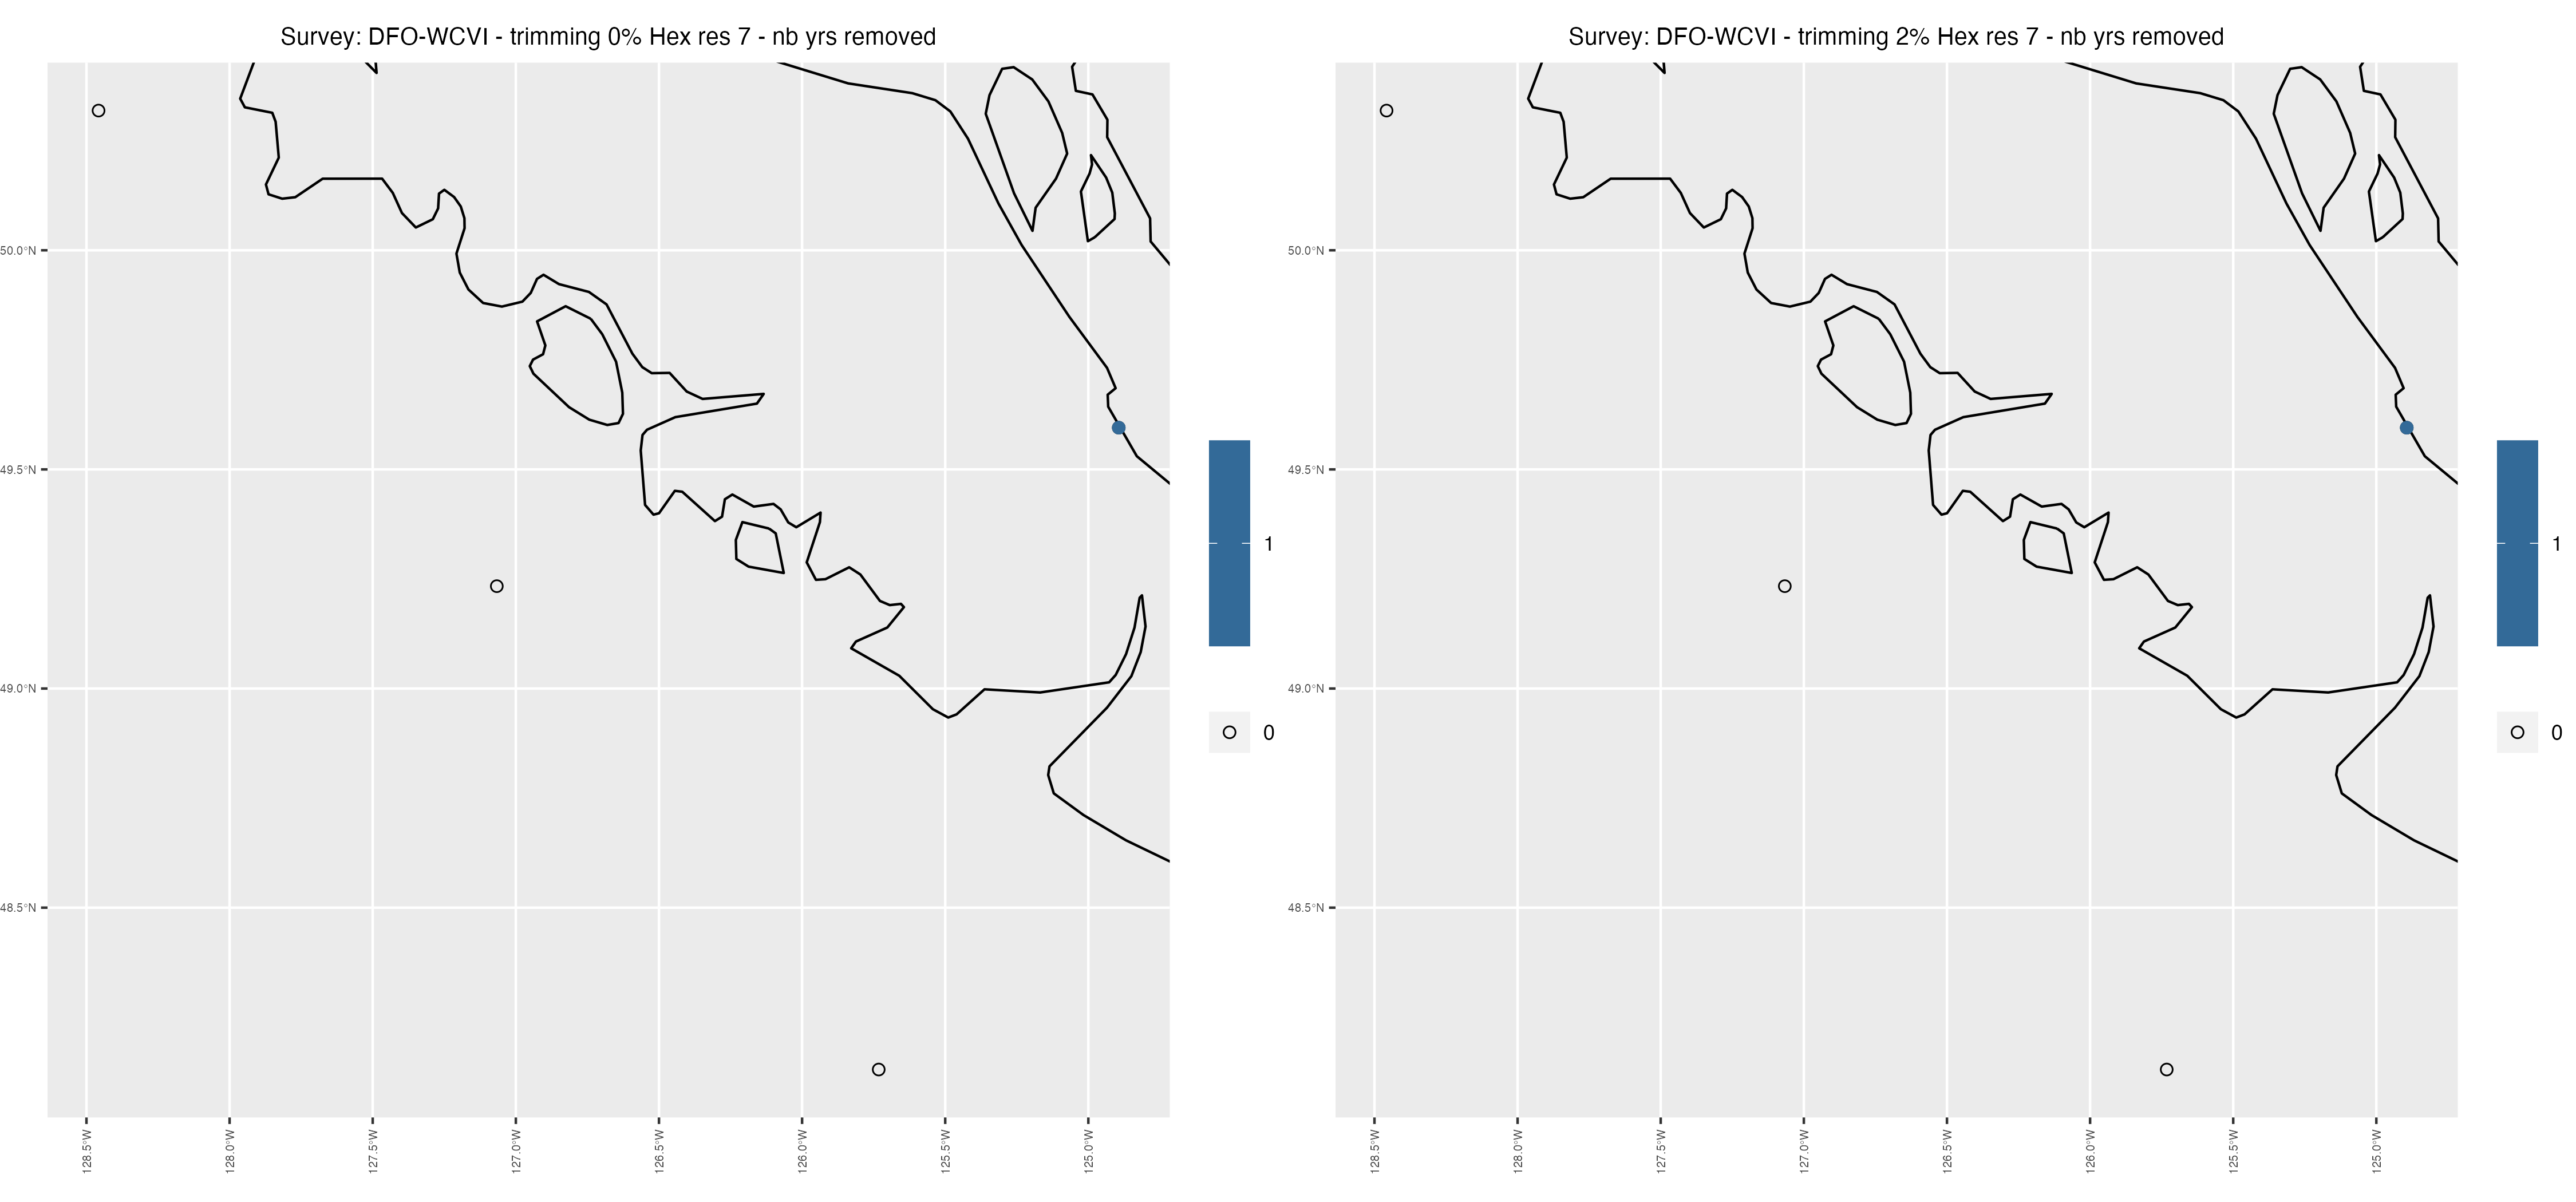 Survey: DFO-WCVI - trimming 0% Hex res 7 - nb yrs removed
50.0°N
49.5°N
49.0°N
48.5°N
128.5°W
128.0°W
127.5°W
127.0°W
126.5°W
126.0°W
125.5°W
125.0°W
1
0
Survey: DFO-WCVI - trimming 2% Hex res 7 - nb yrs removed
50.0°N
49.5°N
49.0°N
48.5°N
128.5°W
128.0°W
127.5°W
127.0°W
126.5°W
126.0°W
125.5°W
125.0°W
1
0